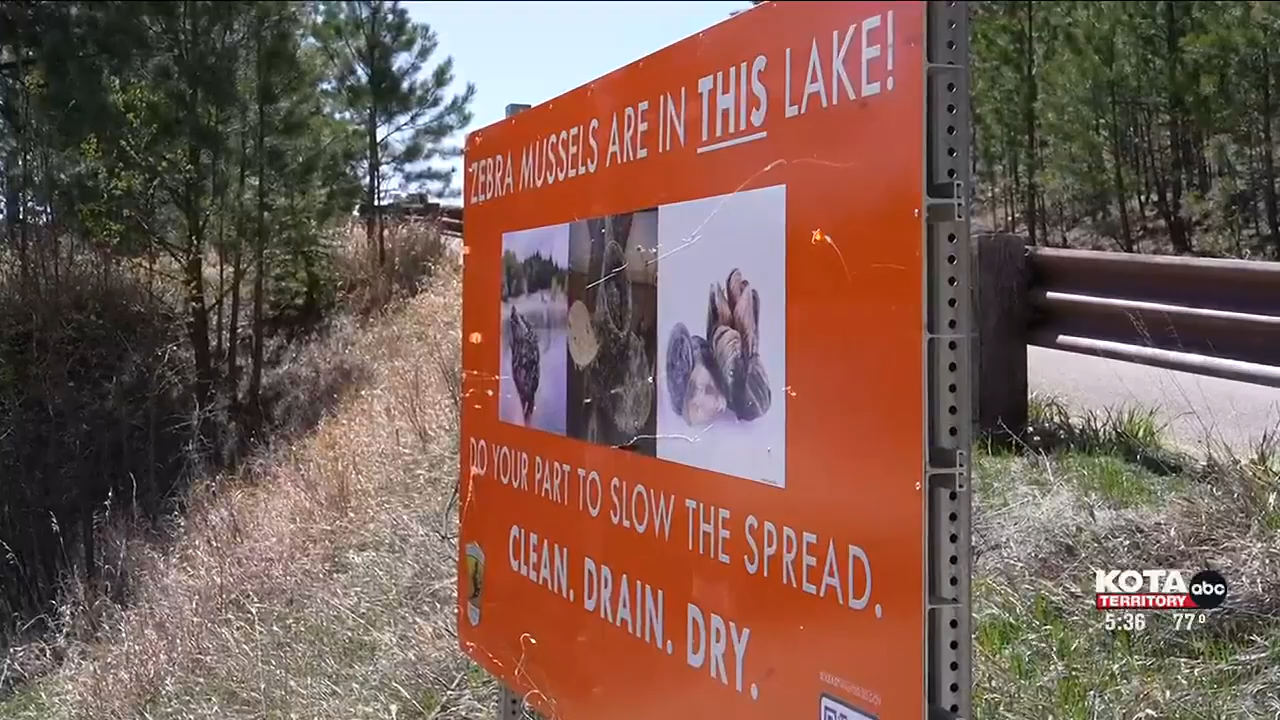 ZEBRA MUSSELS ARE IN THIS LAKE!
DO YOUR PART TO SLOW THE SPREAD.
CLEAN. DRAIN. DRY.
KOTA abc
TERRITORY
5:36 77°